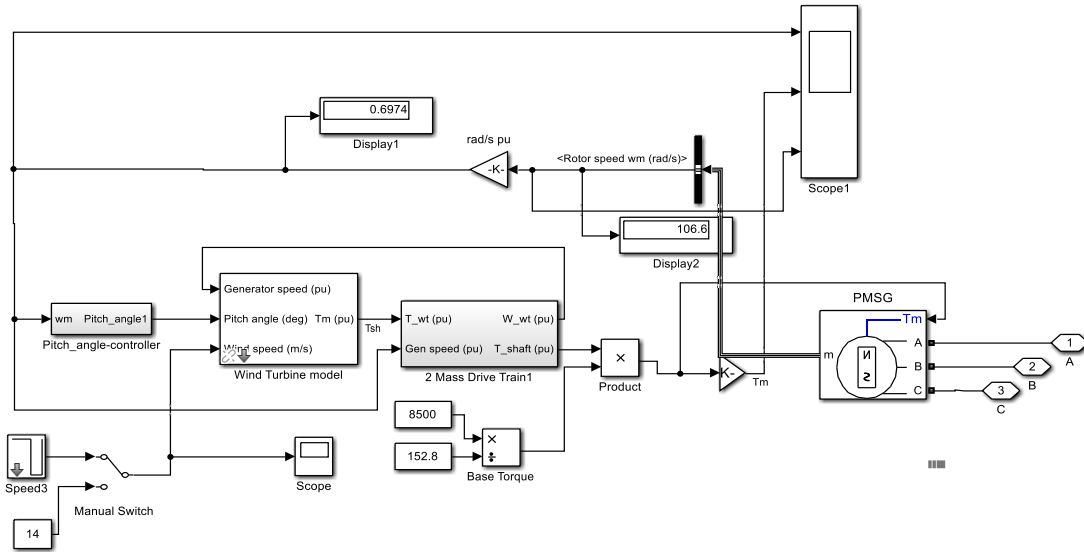 0.6974
Display1
rad/s pu
-K-
<Rotor speed wm (rad/s)>
Scope1
106.6
Display2
PMSG
Generator speed (pu)
Pitch angle (deg)
Tm (pu)
Wind speed (m/s)
Wind Turbine model
wm
Pitch_angle1
Pitch_angle-controller
Tsh
T_wt (pu)
W_wt (pu)
Gen speed (pu)
T_shaft (pu)
2 Mass Drive Train1
×
Product
K-
Tm
m
Tm
N
S
A
B
C
1
A
2
B
3
C
8500
152.8
×
÷
Base Torque
Speed3
Manual Switch
Scope
14